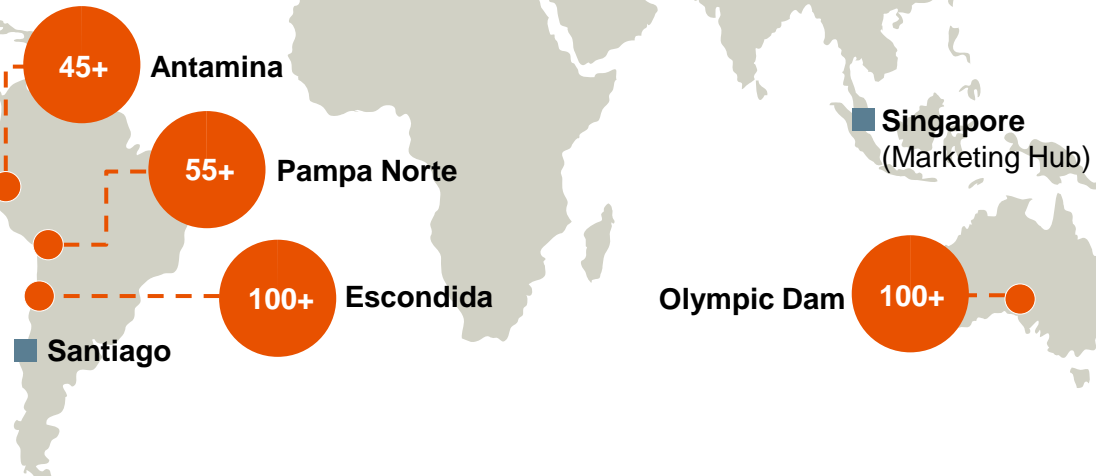 45+ Antamina
Singapore
(Marketing Hub)
55+ Pampa Norte
100+ Escondida
Olympic Dam 100+
Santiago